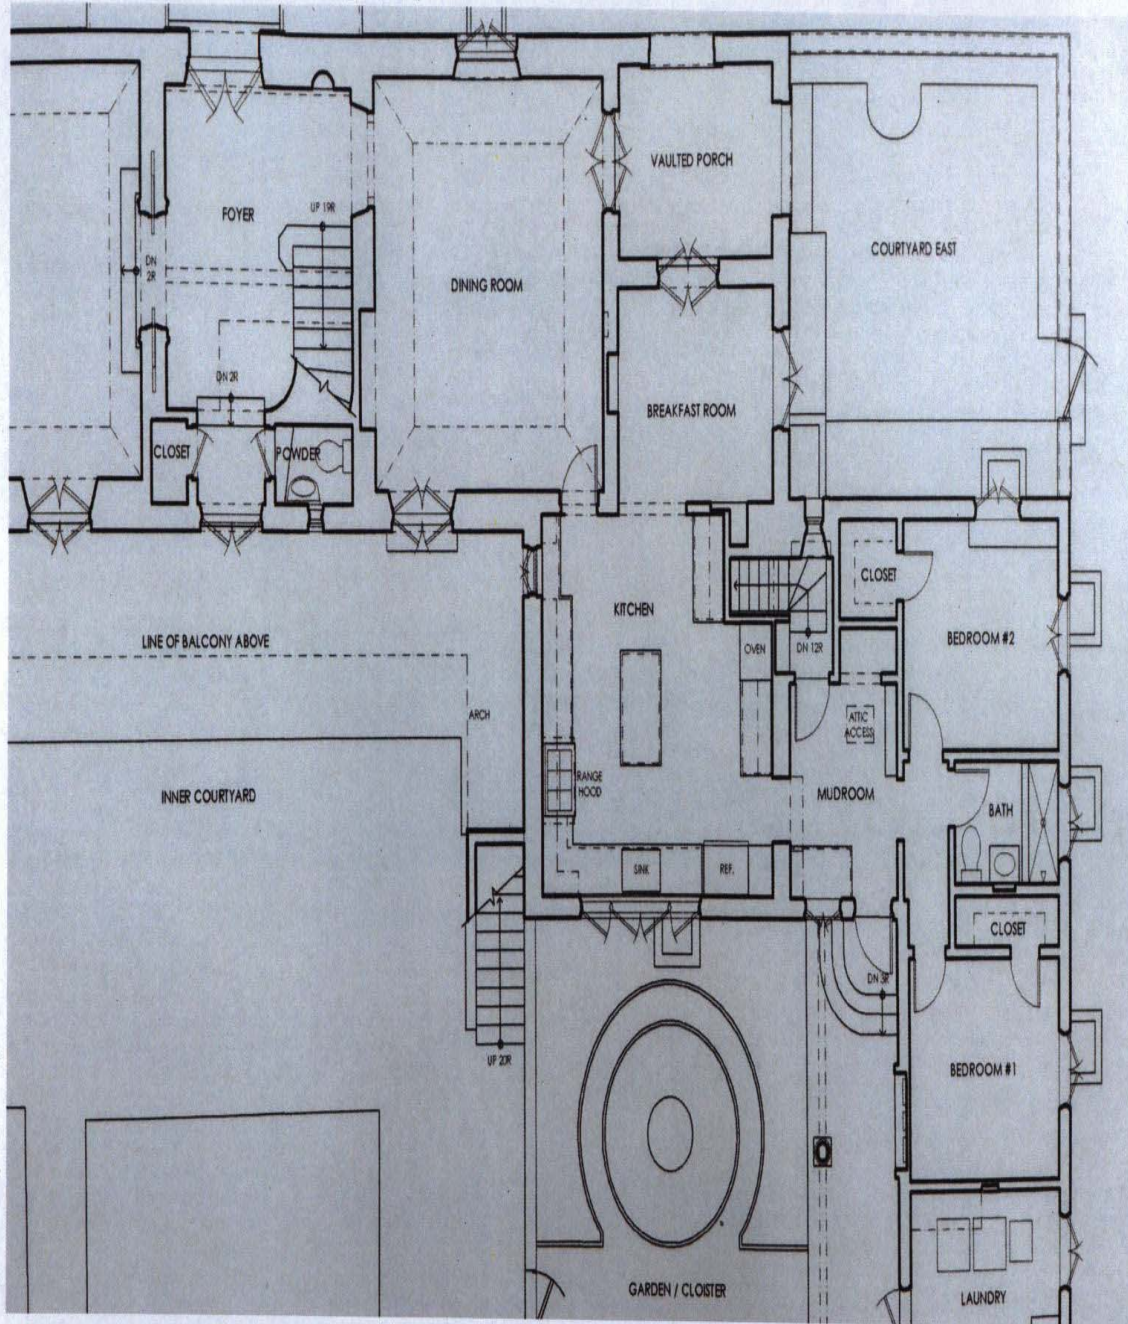 VAULTED PORCH
FOYER
UP 19R
COURTYARD EAST
DN
2R
DINING ROOM
DN 2R
BREAKFAST ROOM
CLOSET
POWDER
CLOSET
KITCHEN
LINE OF BALCONY ABOVE
BEDROOM #2
OVEN
DN 12R
ARCH
ATTIC
ACCESS
RANGE
HOOD
INNER COURTYARD
MUDROOM
BATH
SINK
REF.
CLOSET
DN 3R
UP 20R
BEDROOM #1
GARDEN / CLOISTER
LAUNDRY